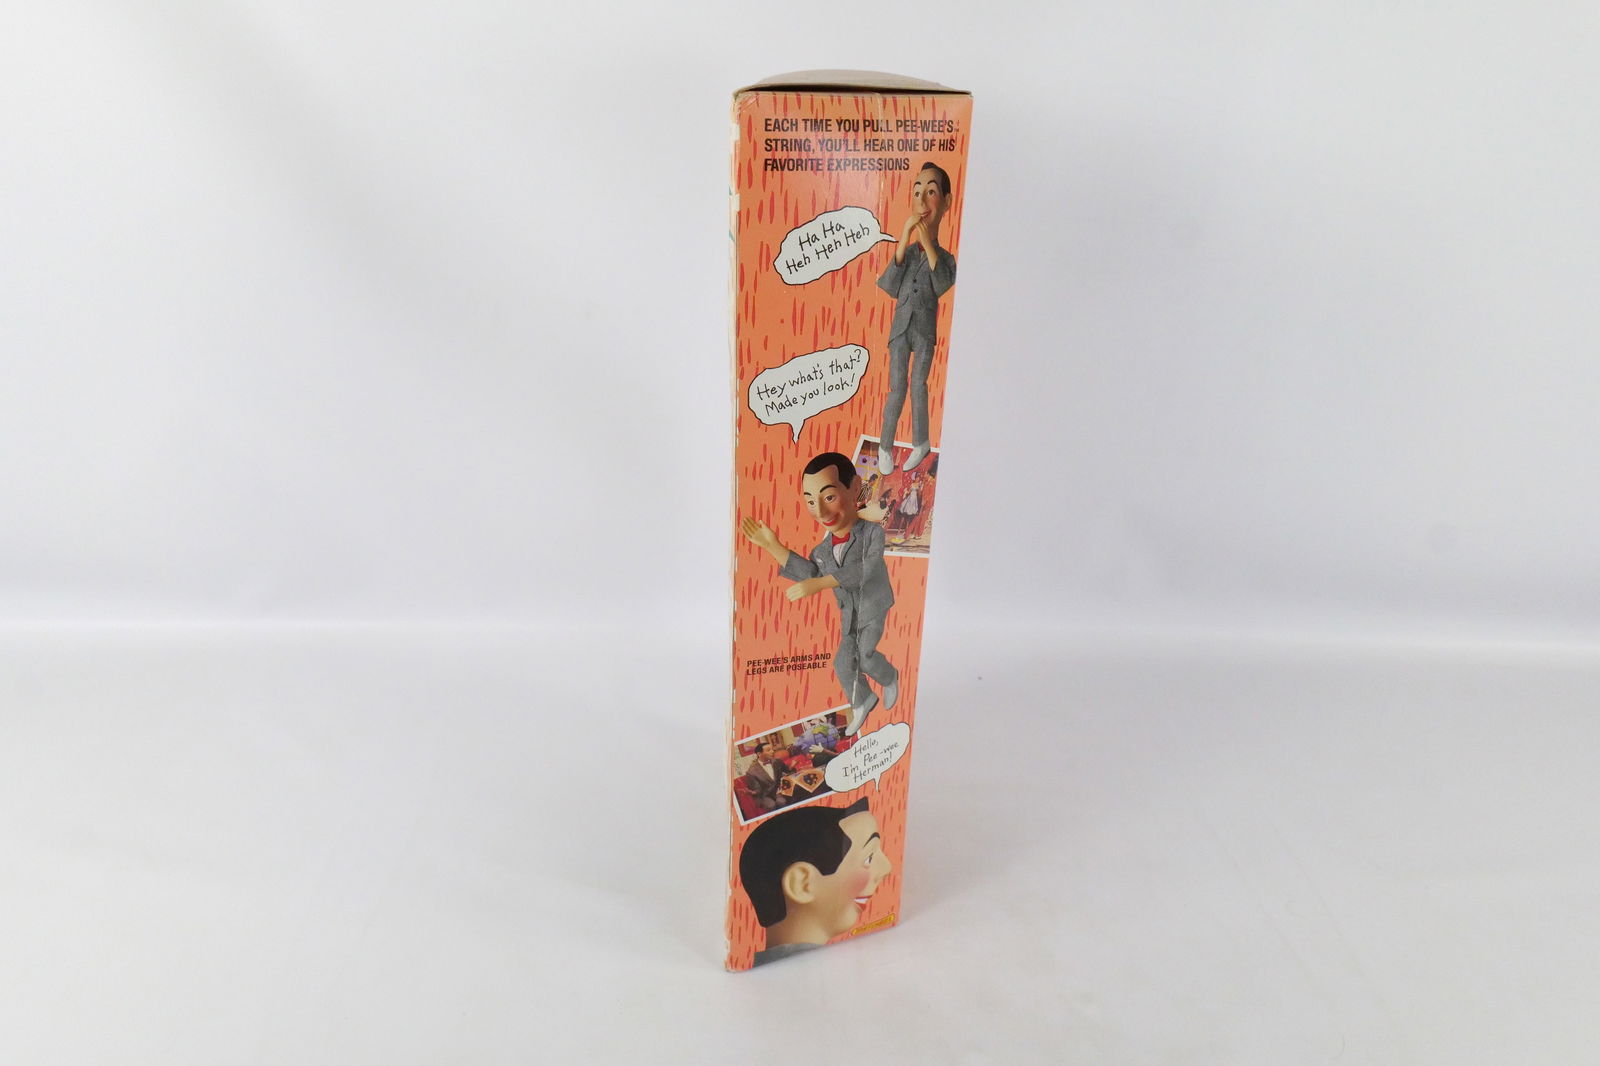 EACH TIME YOU PULL PEE-WEE'S™
STRING, YOU'LL HEAR ONE OF HIS
FAVORITE EXPRESSIONS
Ha Ha
Heh Heh Heh
Hey what's that?
Made you look!
PEE-WEE'S ARMS AND
LEGS ARE POSEABLE
Hello,
I'm Pee-wee
Herman!